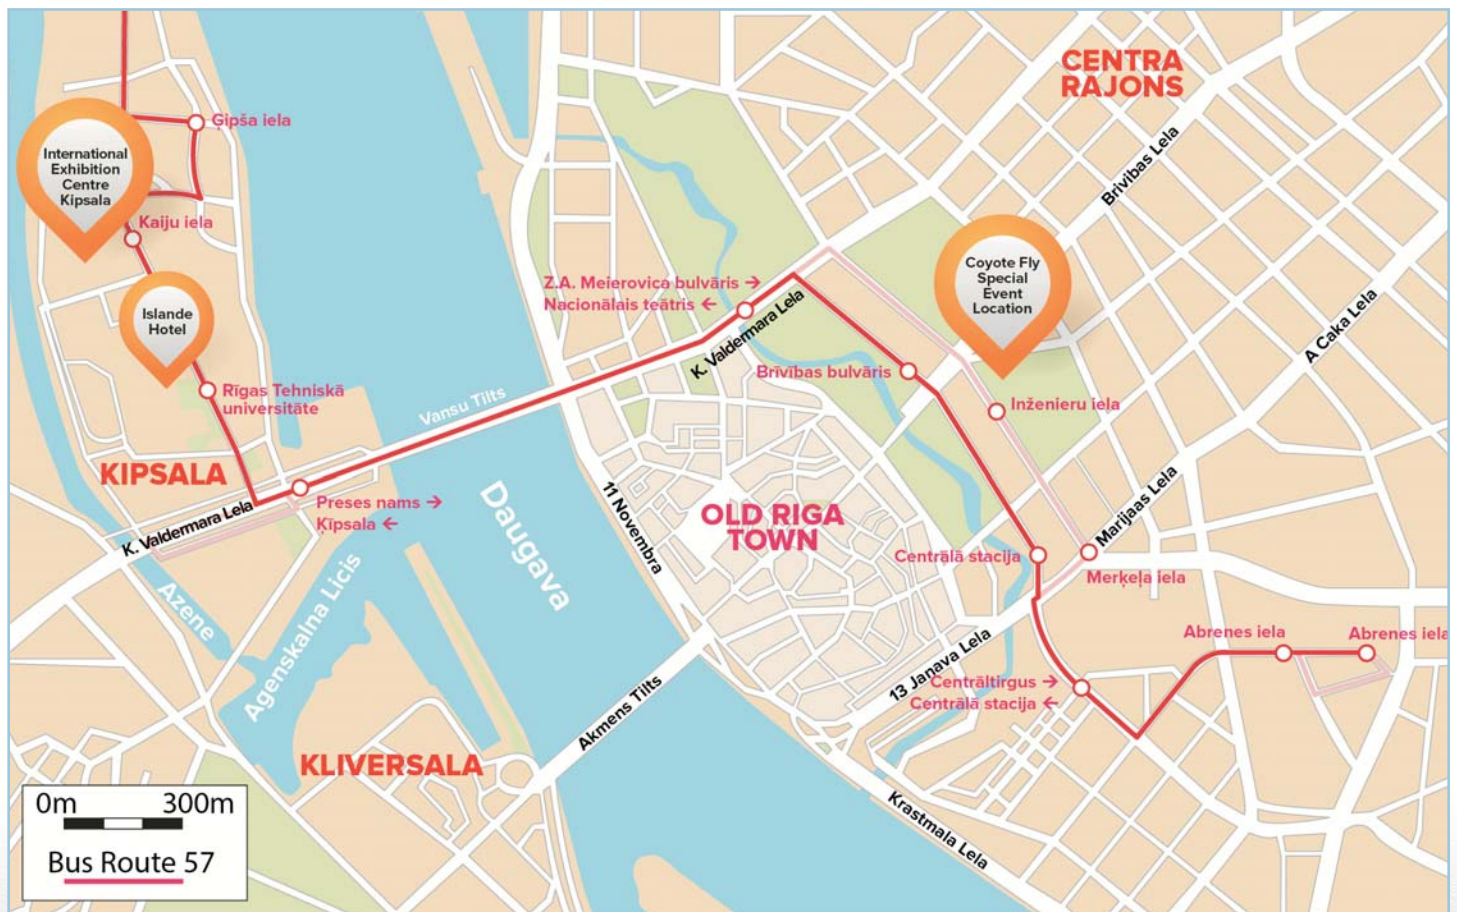 CENTRA
RAJONS
Ģipša iela
International
Exhibition
Centre
Kipsala
Kaiju iela
Brivibas Lela
Z.A. Meierovica bulvāris →
Nacionālais teātris ←
Coyote Fly
Special
Event
Location
Islande
Hotel
K. Valdermara Lela
A Caka Lela
Rīgas Tehniskā
universitāte
Vansu Tilts
Brīvības bulvāris
Inženieru iela
KIPSALA
Preses nams →
Ķīpsala ←
K. Valdermara Lela
Daugava
11 Novembra
OLD RIGA
TOWN
Marijaas Lela
Centrālā stacija
Merķeļa iela
Azene
Agenskalna Licis
Abrenes iela
Abrenes iela
13 Janava Lela
Centrāltirgus →
Centrālā stacija ←
Akmens Tilts
KLIVERSALA
Krastmala Lela
0m 300m
Bus Route 57